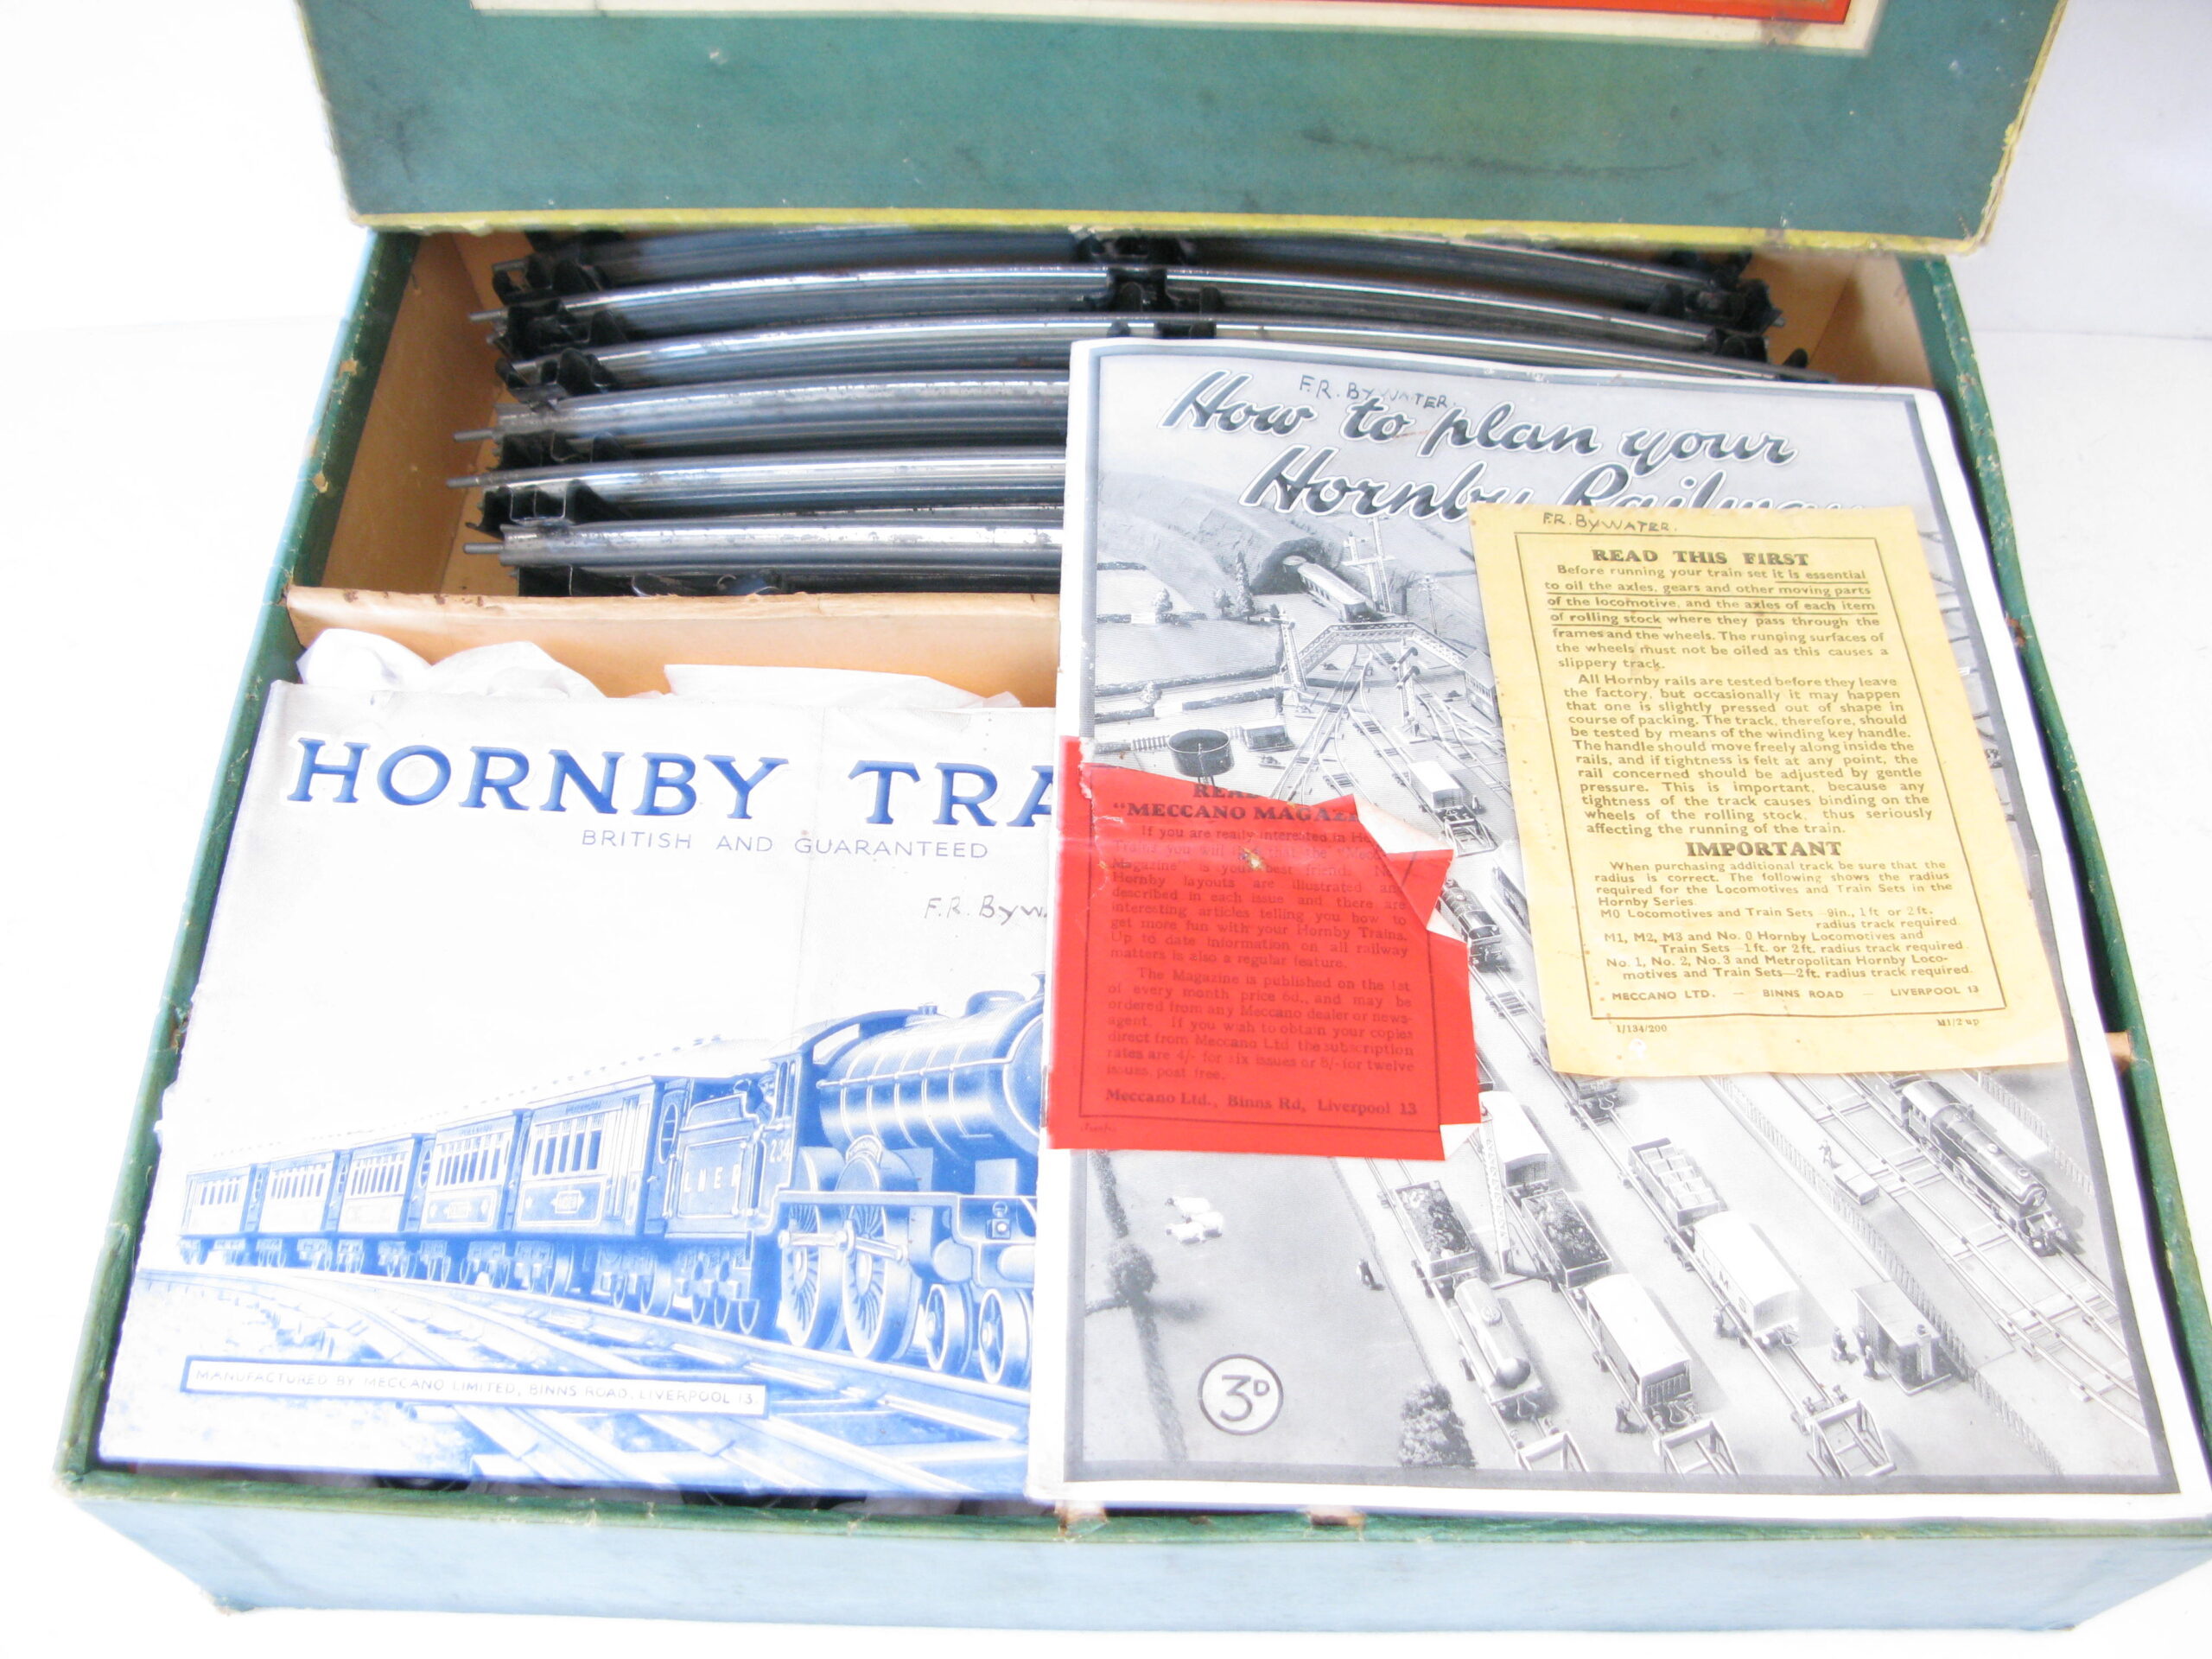 HORNBY
BRITISH AND GUARANTEED
F.R.
LNER
MANUFACTURED BY MECCANO LIMITED, BINNS ROAD, LIVERPOOL 13.
F.R. BYWATER.
How to plan your
Hornby Railway
3D
"MECCANO
If you are really interested in
you will that the
Magazine" is your best friend.
Hornby layouts are illustrated and
described in each issue and there are
interesting articles telling you how to
get more fun with your Hornby Trains.
Up to date information on all railway
matters is also a regular feature.
The Magazine is published on the 1st
of every month price 6d., and may be
ordered from any Meccano dealer or news-
agent. If you wish to obtain your copies
direct from Meccano Ltd. the subscription
rates are 4/- for six issues or 8/- for twelve
issues, post free.
Meccano Ltd., Binns Rd, Liverpool 13
F.R. BYWATER.
READ THIS FIRST
Before running your train set it is essential
to oil the axles, gears and other moving parts
of the locomotive, and the axles of each item
of rolling stock where they pass through the
frames and the wheels. The running surfaces of
the wheels must not be oiled as this causes a
slippery track.
All Hornby rails are tested before they leave
the factory, but occasionally it may happen
that one is slightly pressed out of shape in
course of packing. The track, therefore, should
be tested by means of the winding key handle.
The handle should move freely along inside the
rails, and if tightness is felt at any point, the
rail concerned should be adjusted by gentle
pressure. This is important, because any
tightness of the track causes binding on the
wheels of the rolling stock, thus seriously
affecting the running of the train.
IMPORTANT
When purchasing additional track be sure that the
radius is correct. The following shows the radius
required for the Locomotives and Train Sets in the
Hornby Series.
M0 Locomotives and Train Sets—9in., 1ft. or 2ft.
radius track required.
M1, M2, M3 and No. 0 Hornby Locomotives and
Train Sets—1ft. or 2ft. radius track required.
No. 1, No. 2, No. 3 and Metropolitan Hornby Loco-
motives and Train Sets—2ft. radius track required.
MECCANO LTD. — BINNS ROAD — LIVERPOOL 13
1/134/200 M1/2 up